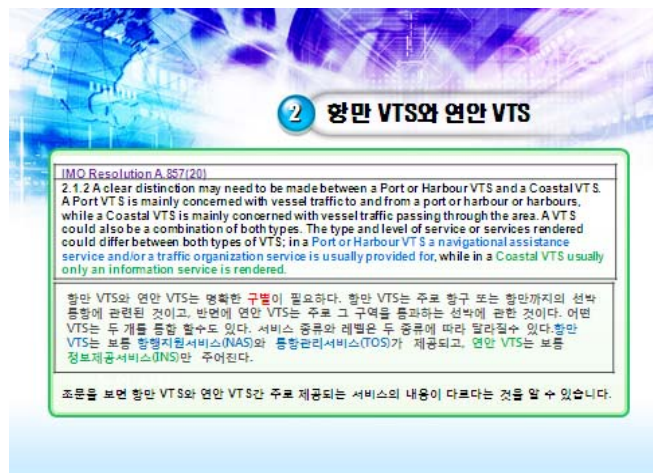 2 항만 VTS와 연안 VTS
IMO Resolution A.857(20)
2.1.2 A clear distinction may need to be made between a Port or Harbour VTS and a Coastal VTS.
A Port VTS is mainly concerned with vessel traffic to and from a port or harbour or harbours,
while a Coastal VTS is mainly concerned with vessel traffic passing through the area. A VTS
could also be a combination of both types. The type and level of service or services rendered
could differ between both types of VTS; in a Port or Harbour VTS a navigational assistance
service and/or a traffic organization service is usually provided for, while in a Coastal VTS usually
only an information service is rendered.
항만 VTS와 연안 VTS는 명확한 구별이 필요하다. 항만 VTS는 주로 항구 또는 항만까지의 선박
통항에 관련된 것이고, 반면에 연안 VTS는 주로 그 구역을 통과하는 선박에 관한 것이다. 어떤
VTS는 두 개를 통합 할수도 있다. 서비스 종류와 레벨은 두 종류에 따라 달라질수 있다.항만
VTS는 보통 항행지원서비스(NAS)와 통항관리서비스(TOS)가 제공되고, 연안 VTS는 보통
정보제공서비스(INS)만 주어진다.
조문을 보면 항만 VTS와 연안 VTS간 주로 제공되는 서비스의 내용이 다르다는 것을 알 수 있습니다.